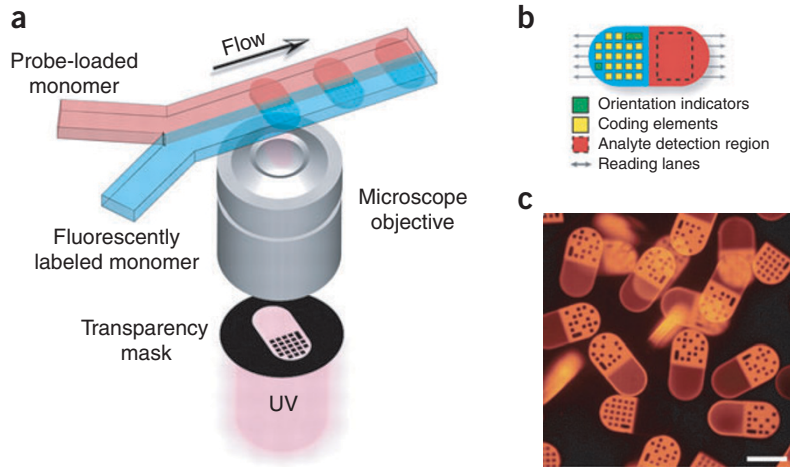 a
Flow
Probe-loaded
monomer
Fluorescently
labeled monomer
Microscope
objective
Transparency
mask
UV
b
Orientation indicators
Coding elements
Analyte detection region
Reading lanes
c